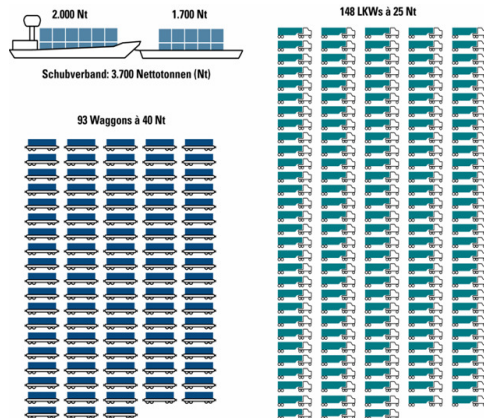 2.000 Nt
1.700 Nt
Schubverband: 3.700 Nettotonnen (Nt)
93 Waggons à 40 Nt
148 LKWs à 25 Nt